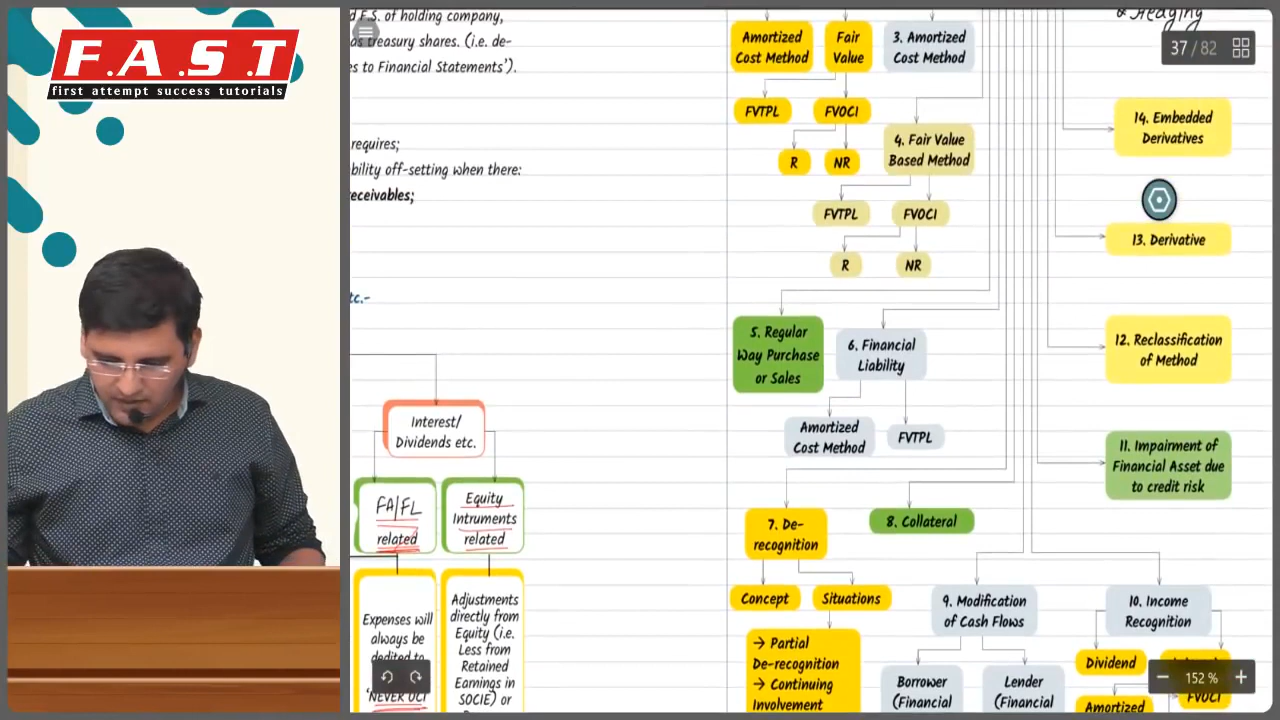 F.A.S.T
first attempt success tutorials
d F.S. of holding company,
as treasury shares. (i.e. de-
es to Financial Statements').
requires;
bility off-setting when there:
eceivables;
tc.-
Interest/
Dividends etc.
FA/FL
related
Equity
Intruments
related
Expenses will
always be
Adjustments
directly from
Equity (i.e.
Less from
Retained
Earnings in
SOCIE) or
'NEVER OCI'
Amortized
Cost Method
Fair
Value
3. Amortized
Cost Method
FVTPL
FVOCI
R
NR
4. Fair Value
Based Method
FVTPL
FVOCI
R
NR
5. Regular
Way Purchase
or Sales
6. Financial
Liability
Amortized
Cost Method
FVTPL
7. De-
recognition
8. Collateral
Concept
Situations
→ Partial
De-recognition
→ Continuing
Involvement
9. Modification
of Cash Flows
Borrower
(Financial
Lender
(Financial
10. Income
Recognition
Dividend
Amortized
FVOCI
& Hedging
37 / 82
14. Embedded
Derivatives
13. Derivative
12. Reclassification
of Method
11. Impairment of
Financial Asset due
to credit risk
152 %